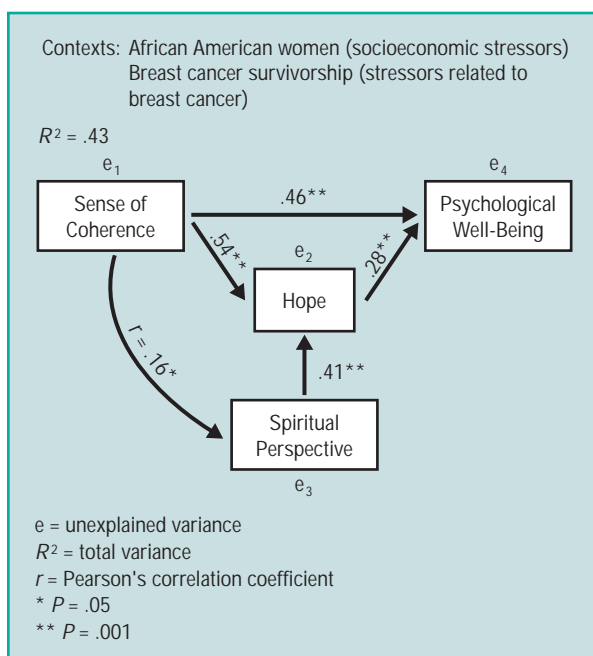 Contexts: African American women (socioeconomic stressors)
Breast cancer survivorship (stressors related to
breast cancer)
R² = .43
e₁
e₄
Sense of
Coherence
.46**
Psychological
Well-Being
.54**
e₂
.28**
Hope
r = .16*
.41**
Spiritual
Perspective
e₃
e = unexplained variance
R² = total variance
r = Pearson's correlation coefficient
* P = .05
** P = .001